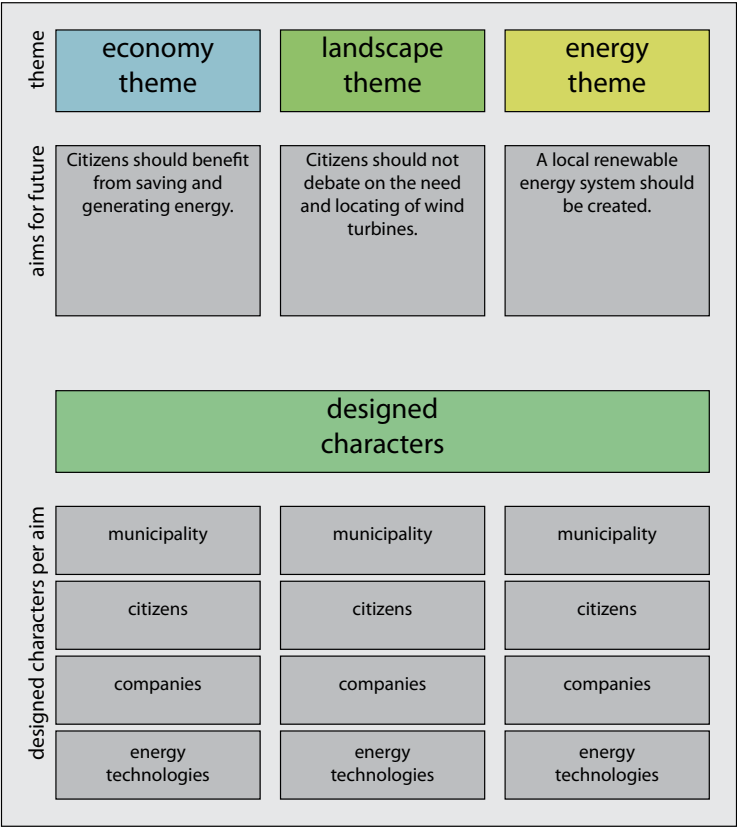 theme
economy
theme
landscape
theme
energy
theme
aims for future
Citizens should benefit
from saving and
generating energy.
Citizens should not
debate on the need
and locating of wind
turbines.
A local renewable
energy system should
be created.
designed
characters
designed characters per aim
municipality
municipality
municipality
citizens
citizens
citizens
companies
companies
companies
energy
technologies
energy
technologies
energy
technologies